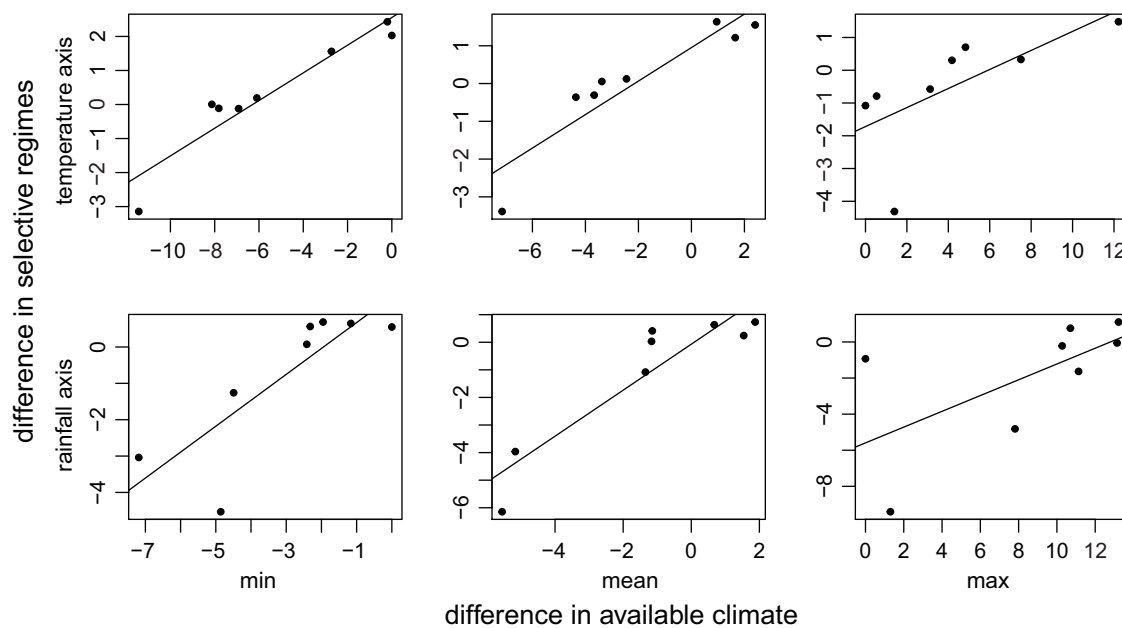 difference in selective regimes
temperature axis
2
1
0
−1
−2
−3
−10 −8 −6 −4 −2 0
1
0
−1
−2
−3
−6 −4 −2 0 2
1
0
−1
−2
−3
−4
0 2 4 6 8 10 12
rainfall axis
0
−2
−4
−7 −5 −3 −1
min
0
−2
−4
−6
−4 −2 0 2
mean
0
−4
−8
0 2 4 6 8 10 12
max
difference in available climate